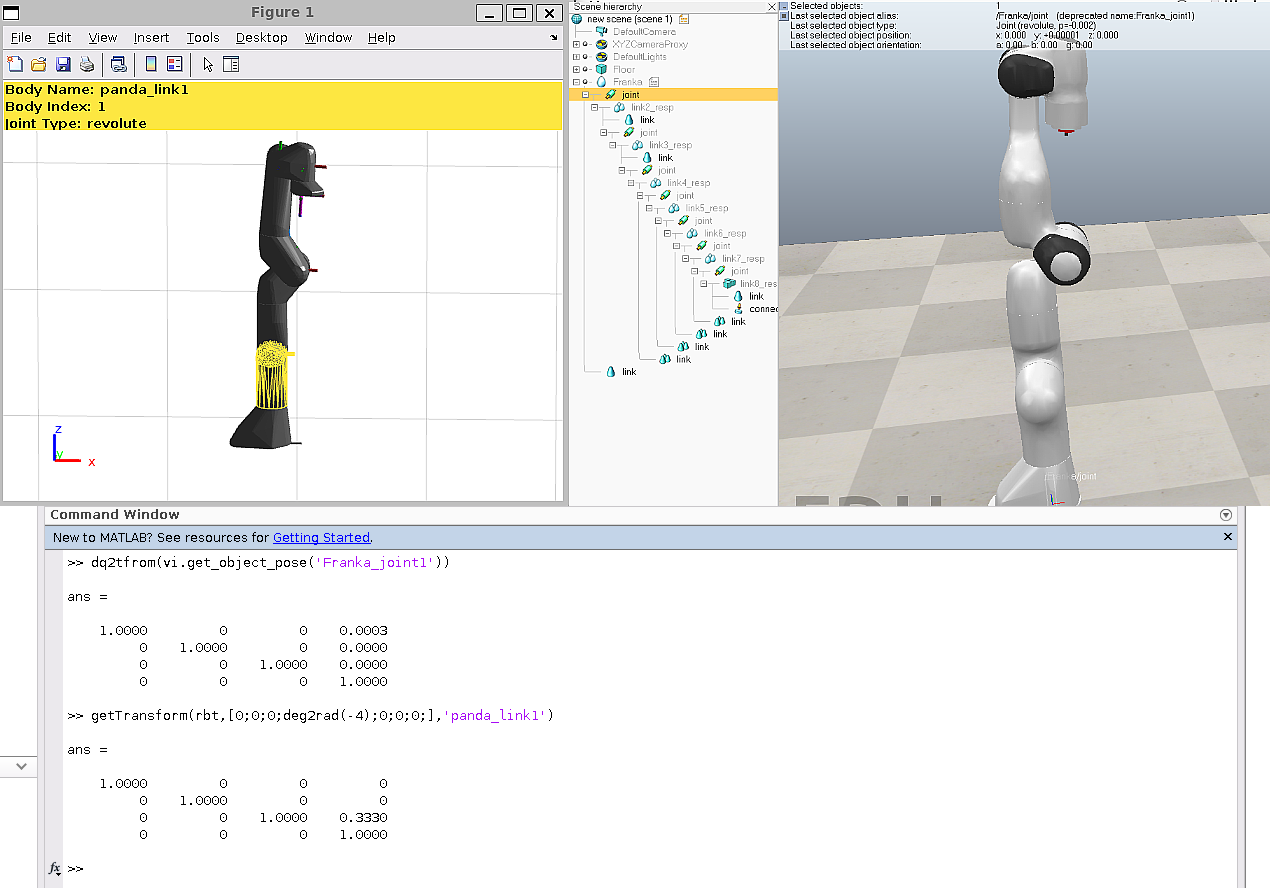 Figure 1
File Edit View Insert Tools Desktop Window Help
Body Name: panda_link1
Body Index: 1
Joint Type: revolute
z
y
x
Scene hierarchy
new scene (scene 1)
DefaultCamera
XYZCameraProxy
DefaultLights
Floor
Franka
joint
link2_resp
link
joint
link3_resp
link
joint
link4_resp
joint
link5_resp
joint
link6_resp
joint
link7_resp
joint
link8_res
link
connec
link
link
link
link
link
Selected objects: 1
Last selected object alias: /Franka/joint (deprecated name:Franka_joint1)
Last selected object type: Joint (revolute, p=-0.002)
Last selected object position: x: 0.000 y: +0.00001 z: 0.000
Last selected object orientation: a: 0.00 b: 0.00 g: 0.00
e/joint
EDU
Command Window
New to MATLAB? See resources for Getting Started.
>> dq2tfrom(vi.get_object_pose('Franka_joint1'))
ans =
1.0000 0 0 0.0003
0 1.0000 0 0.0000
0 0 1.0000 0.0000
0 0 0 1.0000
>> getTransform(rbt,[0;0;0;deg2rad(-4);0;0;0;],'panda_link1')
ans =
1.0000 0 0 0
0 1.0000 0 0
0 0 1.0000 0.3330
0 0 0 1.0000
fx >>